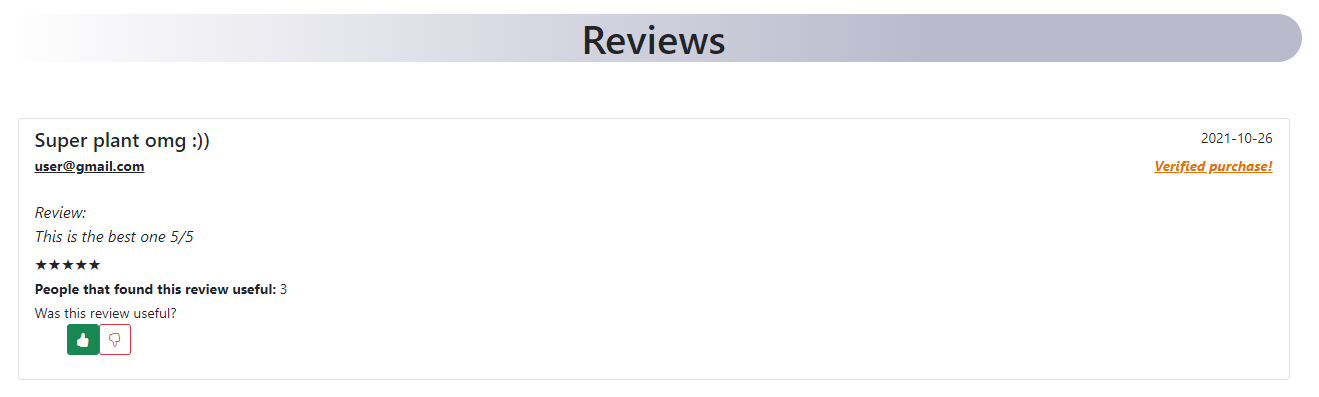 Reviews
Super plant omg :))
2021-10-26
user@gmail.com
Verified purchase!
Review:
This is the best one 5/5
★★★★★
People that found this review useful: 3
Was this review useful?